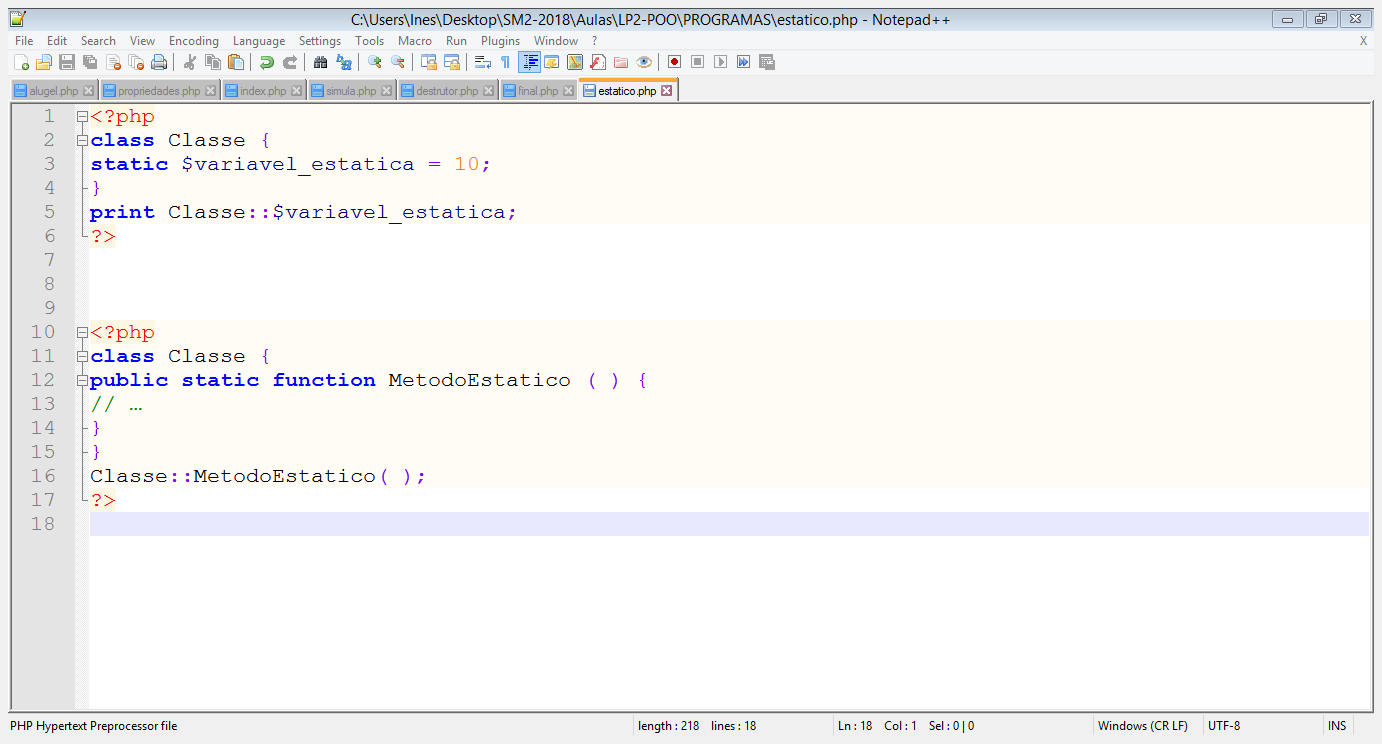 C:\Users\Ines\Desktop\SM2-2018\Aulas\LP2-POO\PROGRAMAS\estatico.php - Notepad++
File Edit Search View Encoding Language Settings Tools Macro Run Plugins Window ? X
alugel.php propriedades.php index.php simula.php destrutor.php final.php estatico.php
1 <?php
2 class Classe {
3 static $variavel_estatica = 10;
4 }
5 print Classe::$variavel_estatica;
6 ?>
7
8
9
10 <?php
11 class Classe {
12 public static function MetodoEstatico ( ) {
13 // …
14 }
15 }
16 Classe::MetodoEstatico( );
17 ?>
18
PHP Hypertext Preprocessor file length : 218 lines : 18 Ln : 18 Col : 1 Sel : 0 | 0 Windows (CR LF) UTF-8 INS